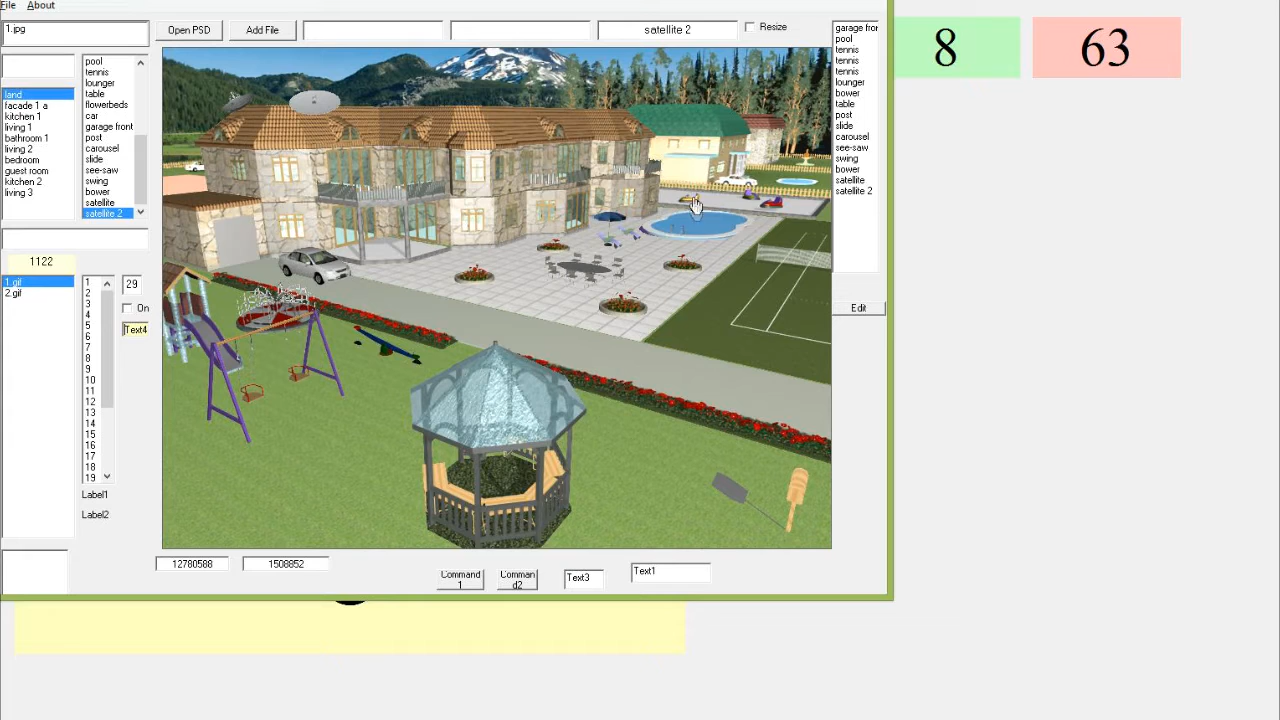 File About
1.jpg
Open PSD
Add File
satellite 2
Resize
8
63
land
facade 1 a
kitchen 1
living 1
bathroom 1
living 2
bedroom
guest room
kitchen 2
living 3
pool
tennis
lounger
table
flowerbeds
car
garage front
post
carousel
slide
see-saw
swing
bower
satellite
satellite 2
garage fror
pool
tennis
tennis
tennis
lounger
bower
table
post
slide
carousel
see-saw
swing
bower
satellite
satellite 2
Edit
1122
1.gif
2.gif
1
2
3
4
5
6
7
8
9
10
11
12
13
14
15
16
17
18
19
29
On
Text4
Label1
Label2
12780588
1508852
Command
1
Comman
d2
Text3
Text1